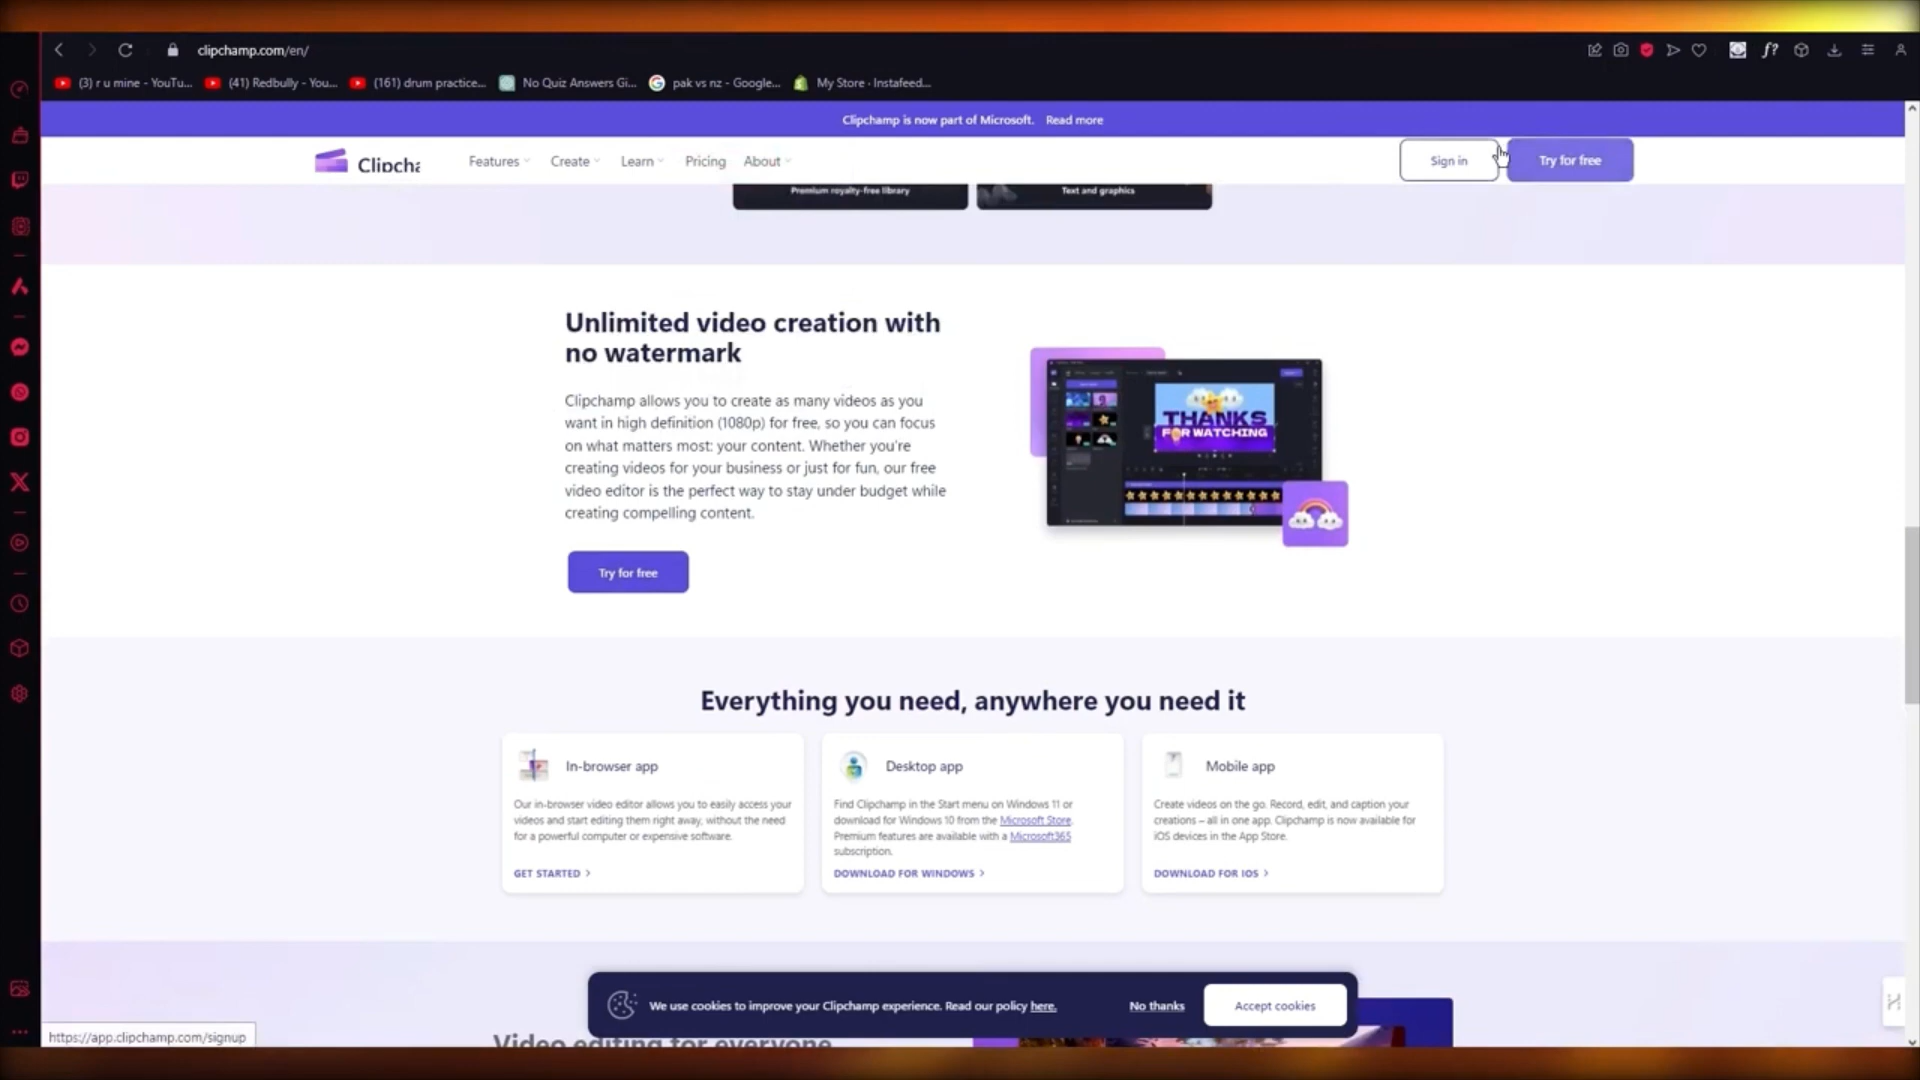 clipchamp.com/en/
(3) r u mine - YouTu...
(41) Redbully - You...
(161) drum practice...
No Quiz Answers Gi...
pak vs nz - Google...
My Store · Instafeed...
Clipchamp is now part of Microsoft. Read more
Clipcha
Features
Create
Learn
Pricing
About
Sign in
Try for free
Premium royalty-free library
Text and graphics
Unlimited video creation with
no watermark
Clipchamp allows you to create as many videos as you
want in high definition (1080p) for free, so you can focus
on what matters most: your content. Whether you're
creating videos for your business or just for fun, our free
video editor is the perfect way to stay under budget while
creating compelling content.
Try for free
THANKS
FOR WATCHING
Everything you need, anywhere you need it
In-browser app
Our in-browser video editor allows you to easily access your
videos and start editing them right away, without the need
for a powerful computer or expensive software.
GET STARTED >
Desktop app
Find Clipchamp in the Start menu on Windows 11 or
download for Windows 10 from the Microsoft Store.
Premium features are available with a Microsoft365
subscription.
DOWNLOAD FOR WINDOWS >
Mobile app
Create videos on the go. Record, edit, and caption your
creations – all in one app. Clipchamp is now available for
iOS devices in the App Store.
DOWNLOAD FOR IOS >
We use cookies to improve your Clipchamp experience. Read our policy here.
No thanks
Accept cookies
Video editing for everyone
https://app.clipchamp.com/signup